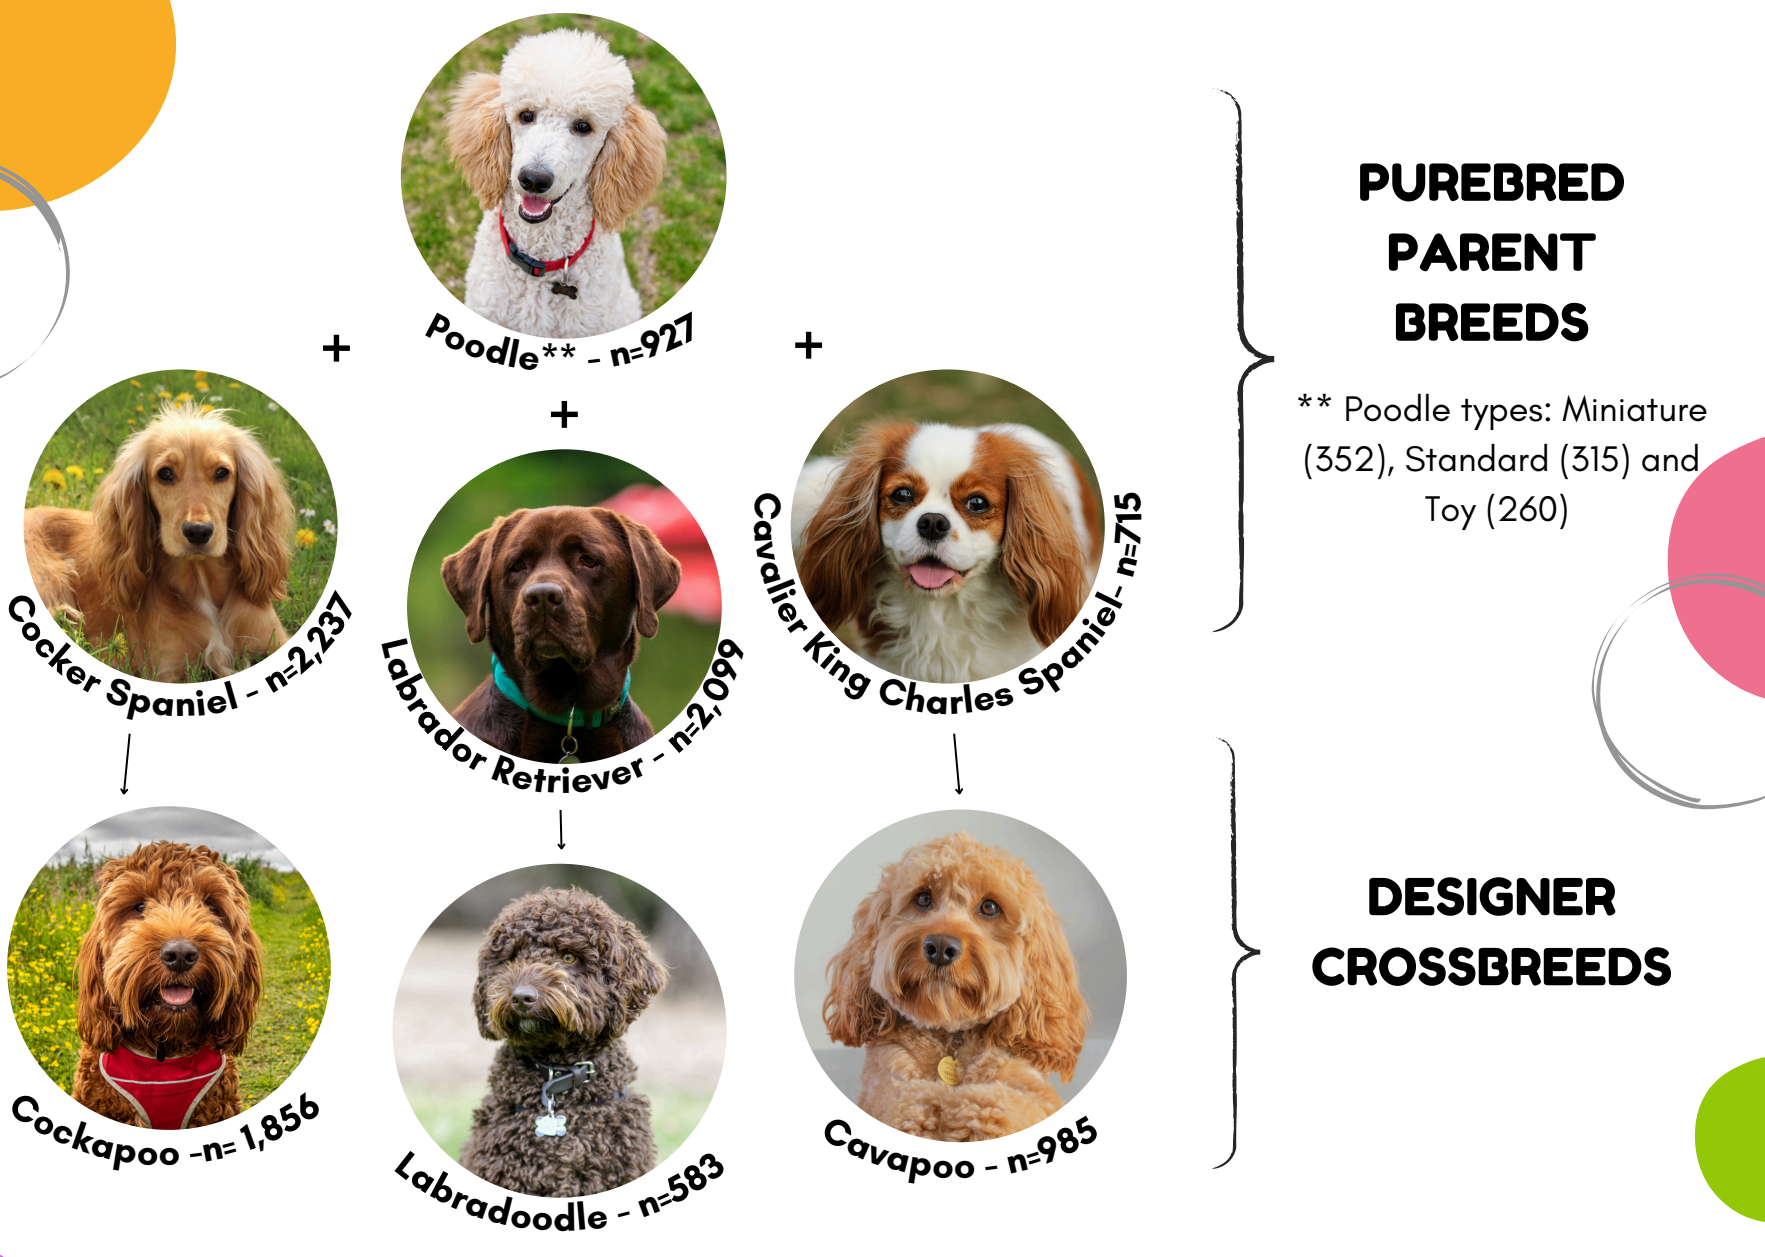 Poodle** - n=927
+
+
+
Cocker Spaniel - n=2,237
Labrador Retriever - n=2,099
Cavalier King Charles Spaniel- n=715
PUREBRED
PARENT
BREEDS
** Poodle types: Miniature
(352), Standard (315) and
Toy (260)
Cockapoo -n= 1,856
Labradoodle - n=583
Cavapoo - n=985
DESIGNER
CROSSBREEDS